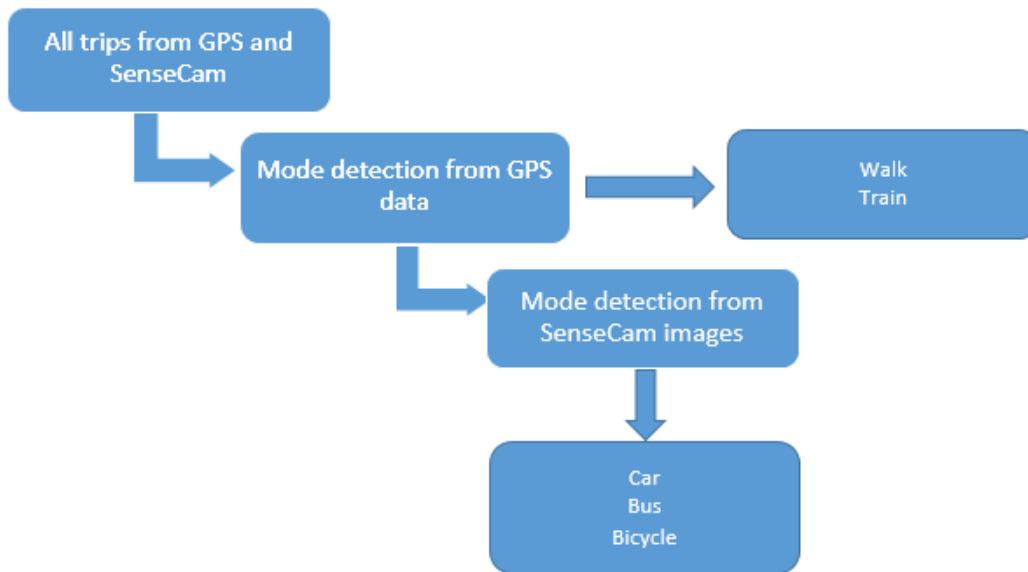 All trips from GPS and
SenseCam
Mode detection from GPS
data
Walk
Train
Mode detection from
SenseCam images
Car
Bus
Bicycle